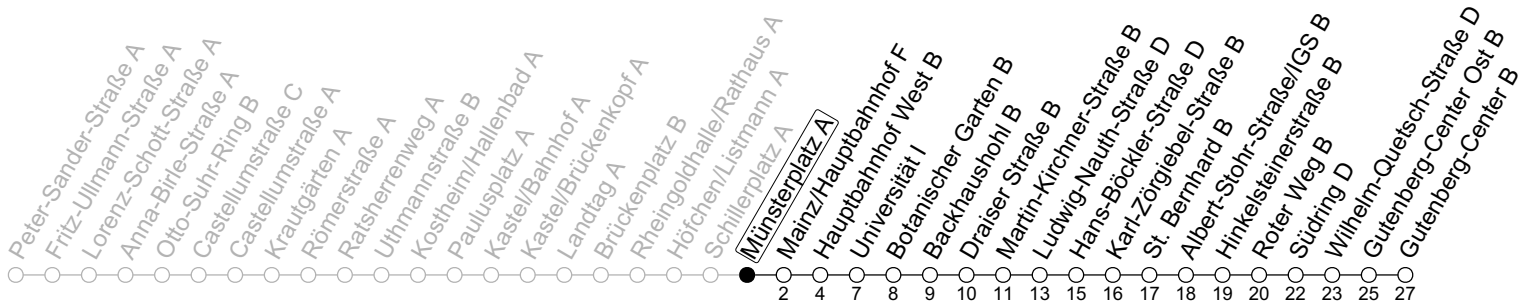 Peter-Sander-Straße A
Fritz-Ullmann-Straße A
Lorenz-Schott-Straße A
Anna-Birle-Straße A
Otto-Suhr-Ring B
Castellumstraße C
Castellumstraße A
Krautgärten A
Römerstraße A
Ratsherrenweg A
Uthmannstraße B
Kostheim/Hallenbad A
Paulusplatz A
Kastel/Bahnhof A
Kastel/Brückenkopf A
Landtag A
Brückenplatz B
Rheingoldhalle/Rathaus A
Höfchen/Listmann A
Schillerplatz A
Münsterplatz A
Mainz/Hauptbahnhof F
Hauptbahnhof West B
Universität I
Botanischer Garten B
Backhaushohl B
Draiser Straße B
Martin-Kirchner-Straße B
Ludwig-Nauth-Straße D
Hans-Böckler-Straße D
Karl-Zörgiebel-Straße B
St. Bernhard B
Albert-Stohr-Straße/IGS B
Hinkelsteinerstraße B
Roter Weg B
Südring D
Wilhelm-Quetsch-Straße D
Gutenberg-Center Ost B
Gutenberg-Center B
2 4 7 8 9 10 11 13 15 16 17 18 19 20 22 23 25 27